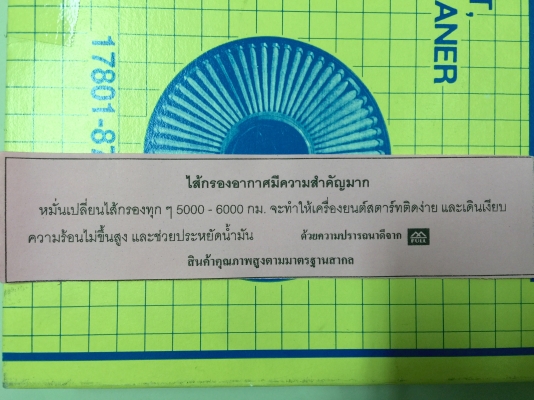 T,
ANER
17801-87
ไส้กรองอากาศมีความสำคัญมาก
หมั่นเปลี่ยนไส้กรองทุก ๆ 5000 - 6000 กม. จะทำให้เครื่องยนต์สตาร์ทติดง่าย และเดินเงียบ
ความร้อนไม่ขึ้นสูง และช่วยประหยัดน้ำมัน ด้วยความปรารถนาดีจาก FULL
สินค้าคุณภาพสูงตามมาตรฐานสากล